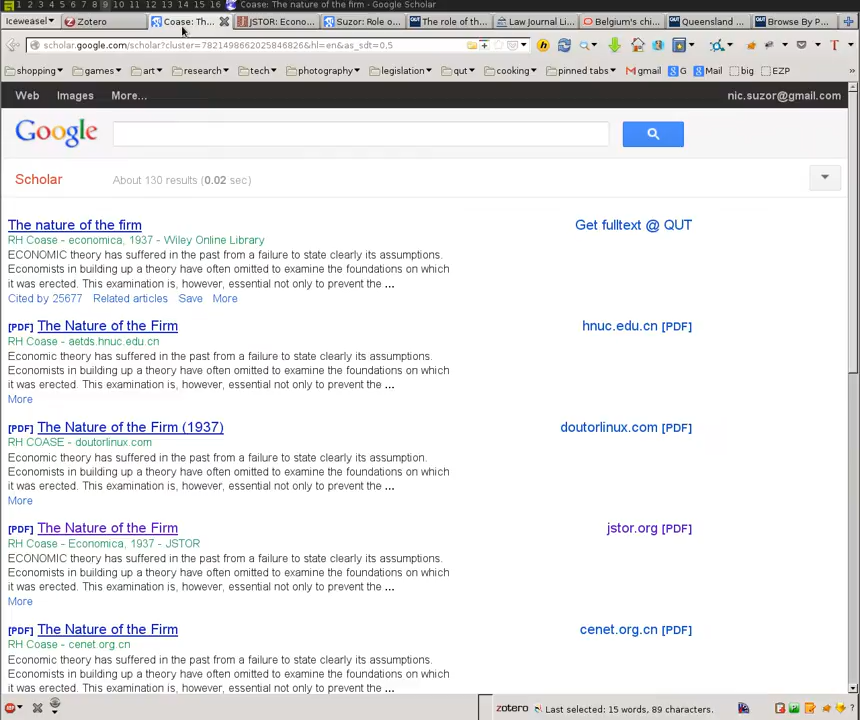 1 2 3 4 5 6 7 8 9 10 11 12 13 14 15 16 Coase: The nature of the firm - Google Scholar
Iceweasel Zotero Coase: Th... JSTOR: Econo... Suzor: Role o... The role of th... Law Journal Li... Belgium's chi... Queensland ... Browse By P...
scholar.google.com/scholar?cluster=7821498662025846826&hl=en&as_sdt=0,5
shopping games art research tech photography legislation qut cooking pinned tabs gmail G Mail big EZP
Web Images More... nic.suzor@gmail.com
Google
Scholar About 130 results (0.02 sec)
The nature of the firm Get fulltext @ QUT
RH Coase - economica, 1937 - Wiley Online Library
ECONOMIC theory has suffered in the past from a failure to state clearly its assumptions.
Economists in building up a theory have often omitted to examine the foundations on which
it was erected. This examination is, however, essential not only to prevent the ...
Cited by 25677 Related articles Save More
[PDF] The Nature of the Firm hnuc.edu.cn [PDF]
RH Coase - aetds.hnuc.edu.cn
Economic theory has suffered in the past from a failure to state clearly its assumptions.
Economists in building up a theory have often omitted to examine the foundations on which
it was erected. This examination is, however, essential not only to prevent the ...
More
[PDF] The Nature of the Firm (1937) doutorlinux.com [PDF]
RH COASE - doutorlinux.com
Economic theory has suffered in the past from a failure to state clearly its assumptions.
Economists in building up a theory have often omitted to examine the foundations on which
it was erected. This examination is, however, essential not only to prevent the ...
More
[PDF] The Nature of the Firm jstor.org [PDF]
RH Coase - Economica, 1937 - JSTOR
ECONOMIC theory has suffered in the past from a failure to state clearly its assumptions.
Economists in building up a theory have often omitted to examine the foundations on which
it was erected. This examination is, however, essential not only to prevent the ...
More
[PDF] The Nature of the Firm cenet.org.cn [PDF]
RH Coase - cenet.org.cn
Economic theory has suffered in the past from a failure to state clearly its assumptions.
Economists in building up a theory have often omitted to examine the foundations on which
it was erected. This examination is, however, essential not only to prevent the ...
zotero Last selected: 15 words, 89 characters.